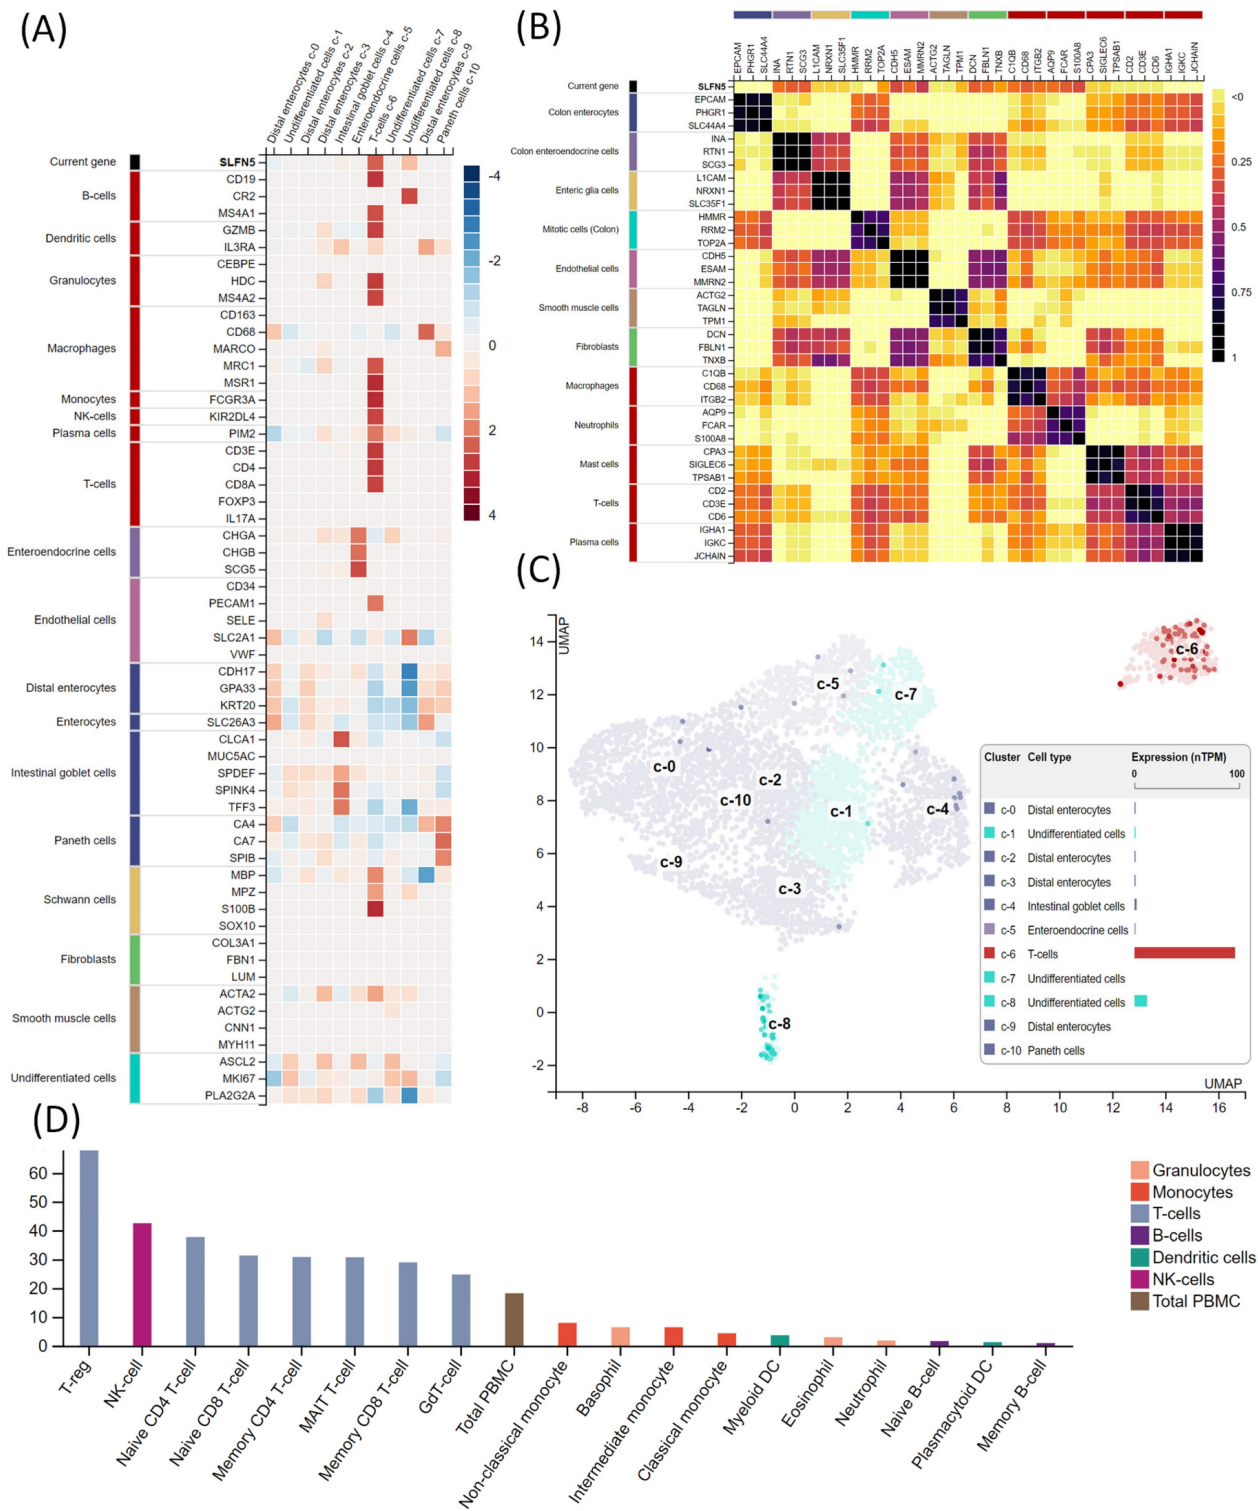 (A)
Distal enterocytes c-0
Undifferentiated cells c-1
Distal enterocytes c-2
Distal enterocytes c-3
Intestinal goblet cells c-4
Enteroendocrine cells c-5
T-cells c-6
Undifferentiated cells c-7
Undifferentiated cells c-8
Distal enterocytes c-9
Paneth cells c-10
Current gene SLFN5
B-cells CD19
CR2
MS4A1
Dendritic cells GZMB
IL3RA
Granulocytes CEBPE
HDC
MS4A2
Macrophages CD163
CD68
MARCO
MRC1
MSR1
Monocytes FCGR3A
NK-cells KIR2DL4
Plasma cells PIM2
T-cells CD3E
CD4
CD8A
FOXP3
IL17A
Enteroendocrine cells CHGA
CHGB
SCG5
Endothelial cells CD34
PECAM1
SELE
SLC2A1
VWF
Distal enterocytes CDH17
GPA33
KRT20
Enterocytes SLC26A3
Intestinal goblet cells CLCA1
MUC5AC
SPDEF
SPINK4
TFF3
Paneth cells CA4
CA7
SPIB
Schwann cells MBP
MPZ
S100B
SOX10
Fibroblasts COL3A1
FBN1
LUM
Smooth muscle cells ACTA2
ACTG2
CNN1
MYH11
Undifferentiated cells ASCL2
MKI67
PLA2G2A
-4
-2
0
2
4
(B)
EPCAM
PHGR1
SLC44A4
INA
RTN1
SCG3
L1CAM
NRXN1
SLC35F1
HMMR
RRM2
TOP2A
CDH5
ESAM
MMRN2
ACTG2
TAGLN
TPM1
DCN
FBLN1
TNXB
C1QB
CD68
ITGB2
AQP9
FCAR
S100A8
CPA3
SIGLEC6
TPSAB1
CD2
CD3E
CD6
IGHA1
IGKC
JCHAIN
Current gene SLFN5
Colon enterocytes EPCAM
PHGR1
SLC44A4
Colon enteroendocrine cells INA
RTN1
SCG3
Enteric glia cells L1CAM
NRXN1
SLC35F1
Mitotic cells (Colon) HMMR
RRM2
TOP2A
Endothelial cells CDH5
ESAM
MMRN2
Smooth muscle cells ACTG2
TAGLN
TPM1
Fibroblasts DCN
FBLN1
TNXB
Macrophages C1QB
CD68
ITGB2
Neutrophils AQP9
FCAR
S100A8
Mast cells CPA3
SIGLEC6
TPSAB1
T-cells CD2
CD3E
CD6
Plasma cells IGHA1
IGKC
JCHAIN
<0
0.25
0.5
0.75
1
(C)
UMAP
14
12
10
8
6
4
2
0
-2
-8 -6 -4 -2 0 2 4 6 8 10 12 14 16
UMAP
c-6
c-5
c-7
c-0
c-2
c-10
c-1
c-4
c-9
c-3
c-8
Cluster Cell type Expression (nTPM)
0 100
c-0 Distal enterocytes
c-1 Undifferentiated cells
c-2 Distal enterocytes
c-3 Distal enterocytes
c-4 Intestinal goblet cells
c-5 Enteroendocrine cells
c-6 T-cells
c-7 Undifferentiated cells
c-8 Undifferentiated cells
c-9 Distal enterocytes
c-10 Paneth cells
(D)
60
50
40
30
20
10
0
T-reg
NK-cell
Naive CD4 T-cell
Naive CD8 T-cell
Memory CD4 T-cell
MAIT T-cell
Memory CD8 T-cell
GdT-cell
Total PBMC
Non-classical monocyte
Basophil
Intermediate monocyte
Classical monocyte
Myeloid DC
Eosinophil
Neutrophil
Naive B-cell
Plasmacytoid DC
Memory B-cell
Granulocytes
Monocytes
T-cells
B-cells
Dendritic cells
NK-cells
Total PBMC